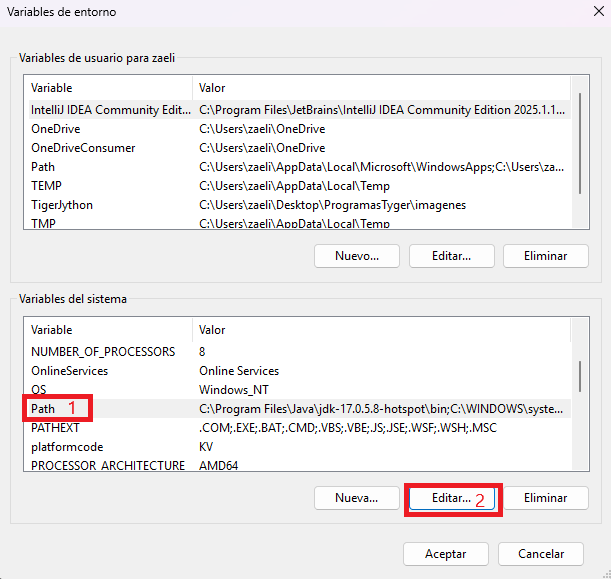 Variables de entorno
Variables de usuario para zaeli
Variable Valor
IntelliJ IDEA Community Edit... C:\Program Files\JetBrains\IntelliJ IDEA Community Edition 2025.1.1...
OneDrive C:\Users\zaeli\OneDrive
OneDriveConsumer C:\Users\zaeli\OneDrive
Path C:\Users\zaeli\AppData\Local\Microsoft\WindowsApps;C:\Users\za...
TEMP C:\Users\zaeli\AppData\Local\Temp
TigerJython C:\Users\zaeli\Desktop\ProgramasTyger\imagenes
TMP C:\Users\zaeli\AppData\Local\Temp
Nuevo... Editar... Eliminar
Variables del sistema
Variable Valor
NUMBER_OF_PROCESSORS 8
OnlineServices Online Services
OS Windows_NT
Path 1 C:\Program Files\Java\jdk-17.0.5.8-hotspot\bin;C:\WINDOWS\syste...
PATHEXT .COM;.EXE;.BAT;.CMD;.VBS;.VBE;.JS;.JSE;.WSF;.WSH;.MSC
platformcode KV
PROCESSOR_ARCHITECTURE AMD64
Nueva... Editar... 2 Eliminar
Aceptar Cancelar